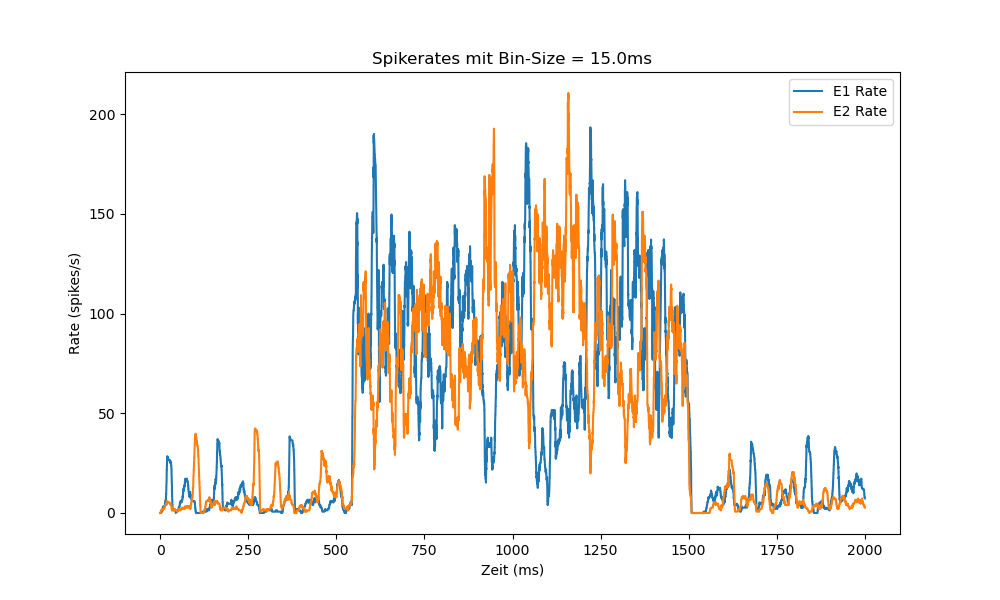 Spikerates mit Bin-Size = 15.0ms
E1 Rate
E2 Rate
200
150
100
50
0
Rate (spikes/s)
0 250 500 750 1000 1250 1500 1750 2000
Zeit (ms)